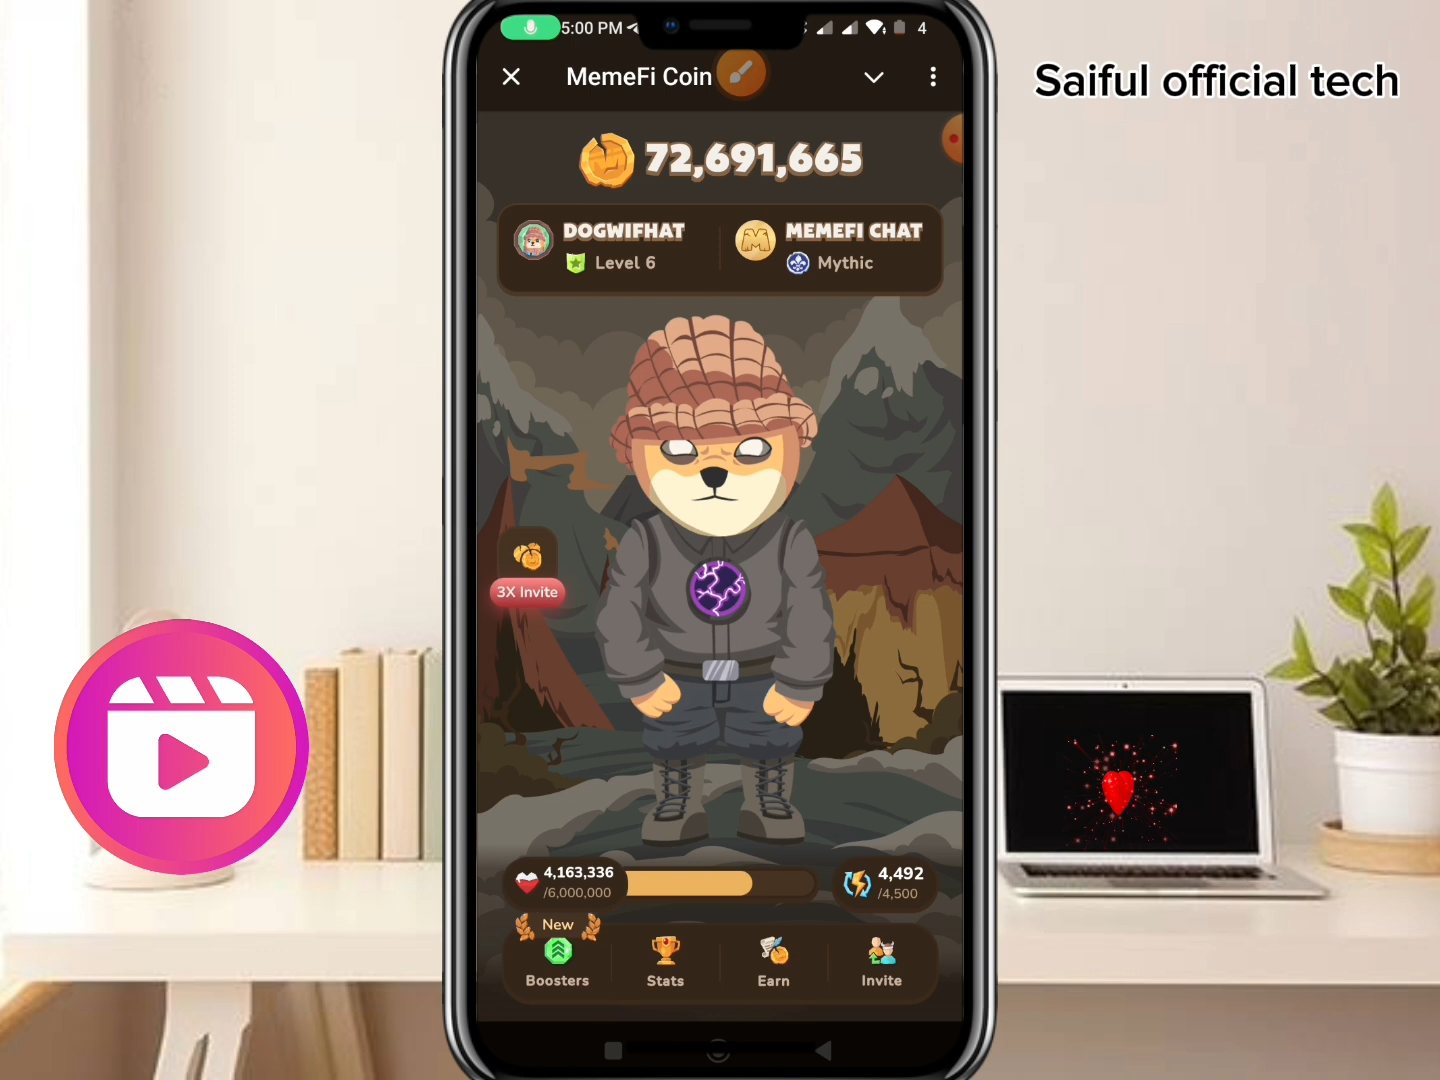 5:00 PM
4
MemeFi Coin
Saiful official tech
72,691,665
DOGWIFHAT
Level 6
MEMEFI CHAT
Mythic
3X Invite
4,163,336
/6,000,000
4,492
/4,500
New
Boosters
Stats
Earn
Invite